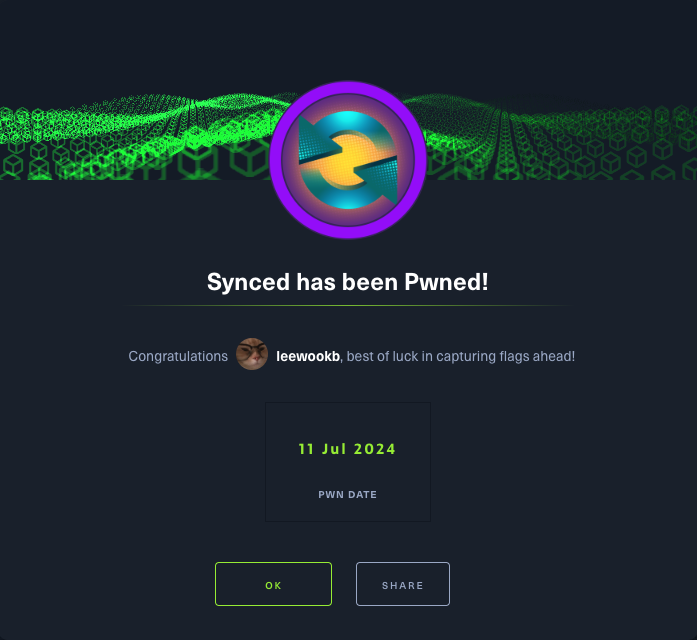 Synced has been Pwned!
Congratulations leewookb, best of luck in capturing flags ahead!
11 Jul 2024
PWN DATE
OK
SHARE